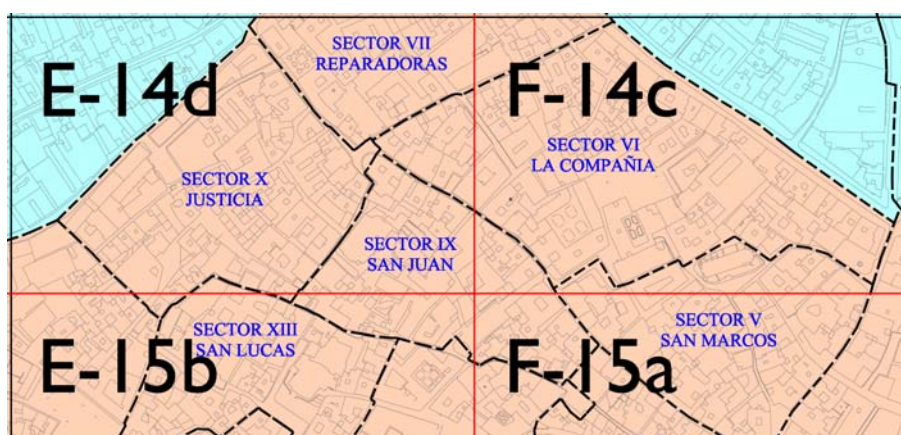 SECTOR VII
REPARADORAS
E-14d
F-14c
SECTOR VI
LA COMPAÑIA
SECTOR X
JUSTICIA
SECTOR IX
SAN JUAN
SECTOR XIII
SAN LUCAS
SECTOR V
SAN MARCOS
E-15b
F-15a